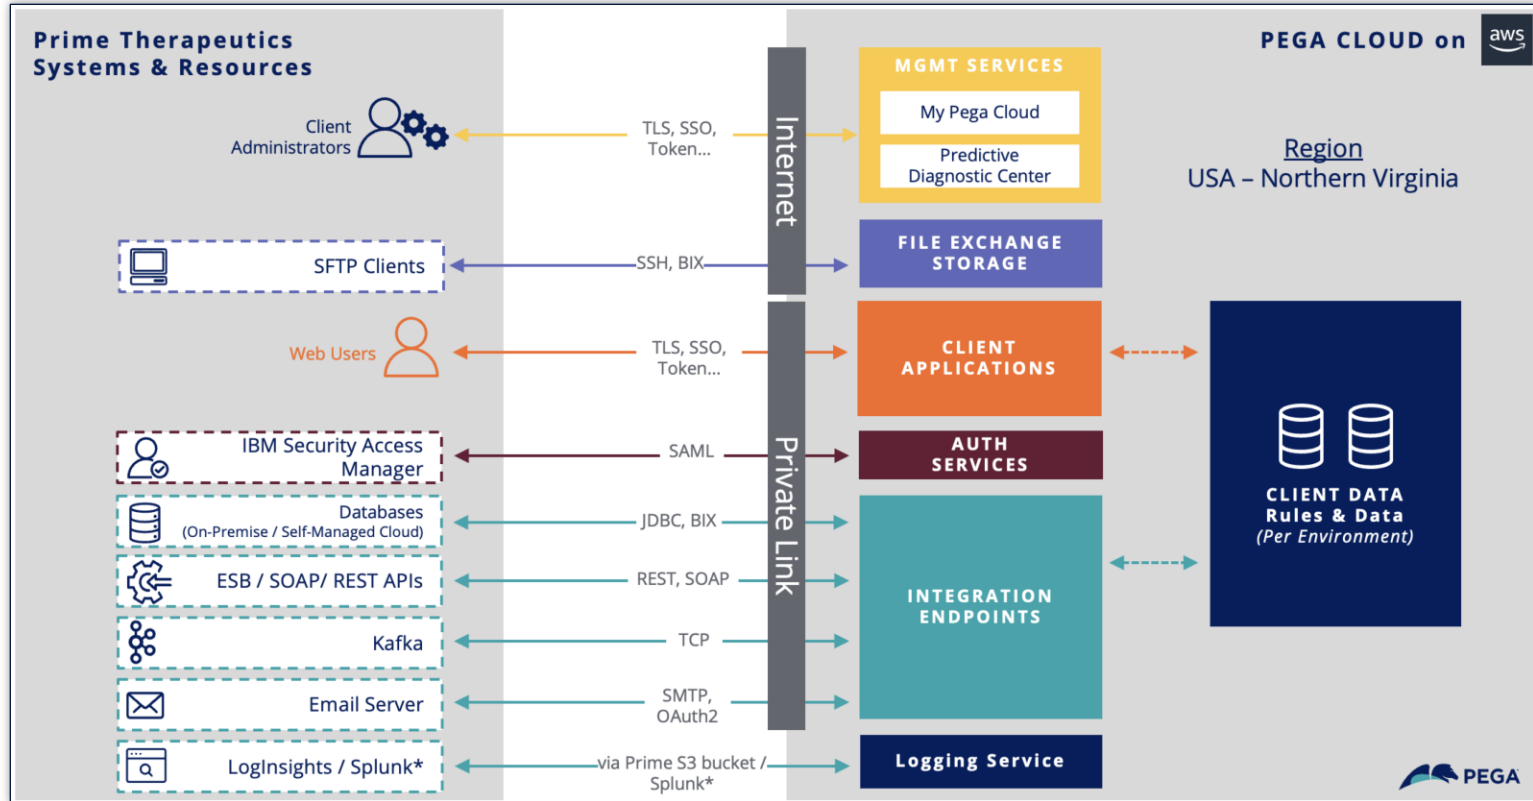 Prime Therapeutics
Systems & Resources
PEGA CLOUD on
aws
Region
USA – Northern Virginia
Client
Administrators
TLS, SSO,
Token...
Internet
MGMT SERVICES
My Pega Cloud
Predictive
Diagnostic Center
SFTP Clients
SSH, BIX
FILE EXCHANGE
STORAGE
Web Users
TLS, SSO,
Token...
Private Link
CLIENT
APPLICATIONS
IBM Security Access
Manager
SAML
AUTH
SERVICES
Databases
(On-Premise / Self-Managed Cloud)
JDBC, BIX
ESB / SOAP/ REST APIs
REST, SOAP
INTEGRATION
ENDPOINTS
Kafka
TCP
Email Server
SMTP,
OAuth2
LogInsights / Splunk*
via Prime S3 bucket /
Splunk*
Logging Service
CLIENT DATA
Rules & Data
(Per Environment)
PEGA